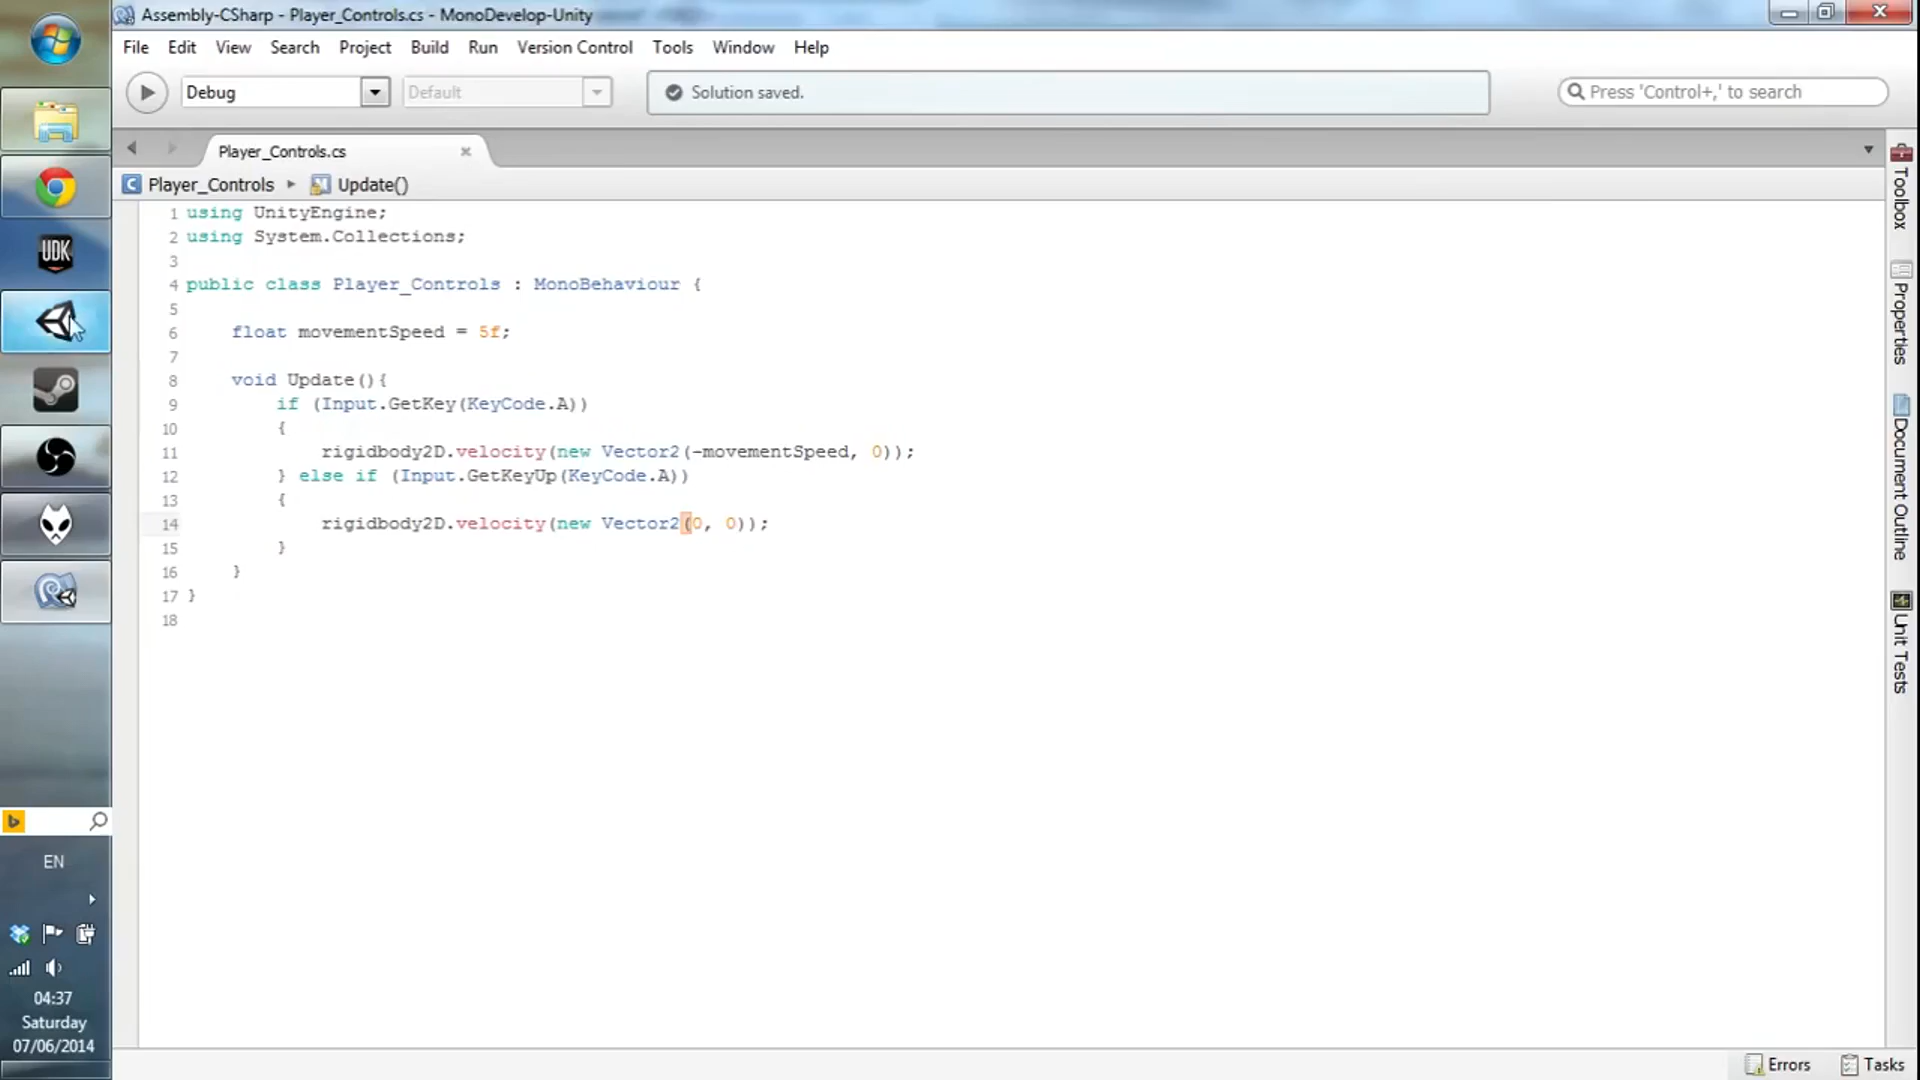 Assembly-CSharp - Player_Controls.cs - MonoDevelop-Unity
File Edit View Search Project Build Run Version Control Tools Window Help
Debug Default Solution saved. Press 'Control+,' to search
Player_Controls.cs
Player_Controls Update()
1 using UnityEngine;
2 using System.Collections;
3
4 public class Player_Controls : MonoBehaviour {
5
6 float movementSpeed = 5f;
7
8 void Update(){
9 if (Input.GetKey(KeyCode.A))
10 {
11 rigidbody2D.velocity(new Vector2(-movementSpeed, 0));
12 } else if (Input.GetKeyUp(KeyCode.A))
13 {
14 rigidbody2D.velocity(new Vector2(0, 0));
15 }
16 }
17 }
18
Toolbox
Properties
Document Outline
Unit Tests
UDK
EN
04:37
Saturday
07/06/2014
Errors Tasks